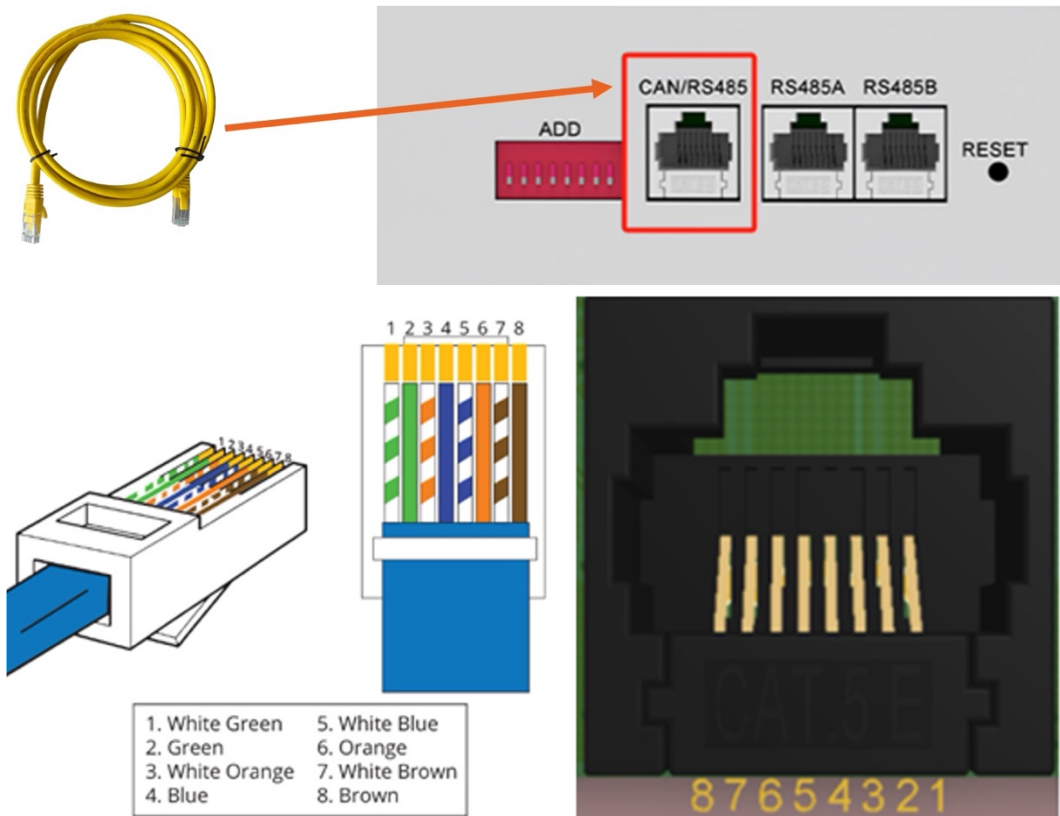 CAN/RS485 RS485A RS485B
ADD
RESET
1 2 3 4 5 6 7 8
12345678
1. White Green
2. Green
3. White Orange
4. Blue
5. White Blue
6. Orange
7. White Brown
8. Brown
CAT.5 E
87654321